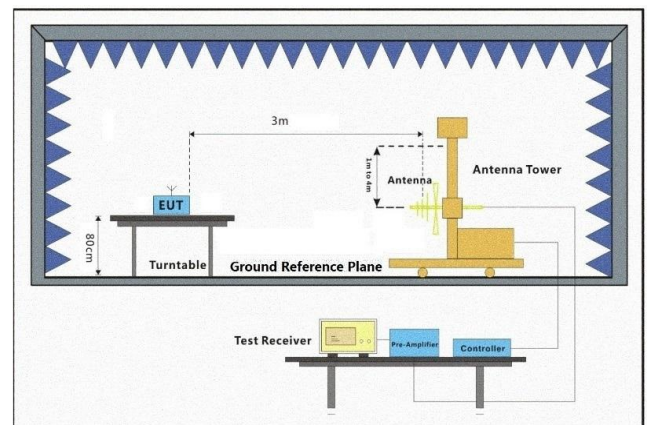 3m
1m to 4m
Antenna
Antenna Tower
EUT
80cm
Turntable
Ground Reference Plane
Test Receiver
Pre-Amplifier
Controller